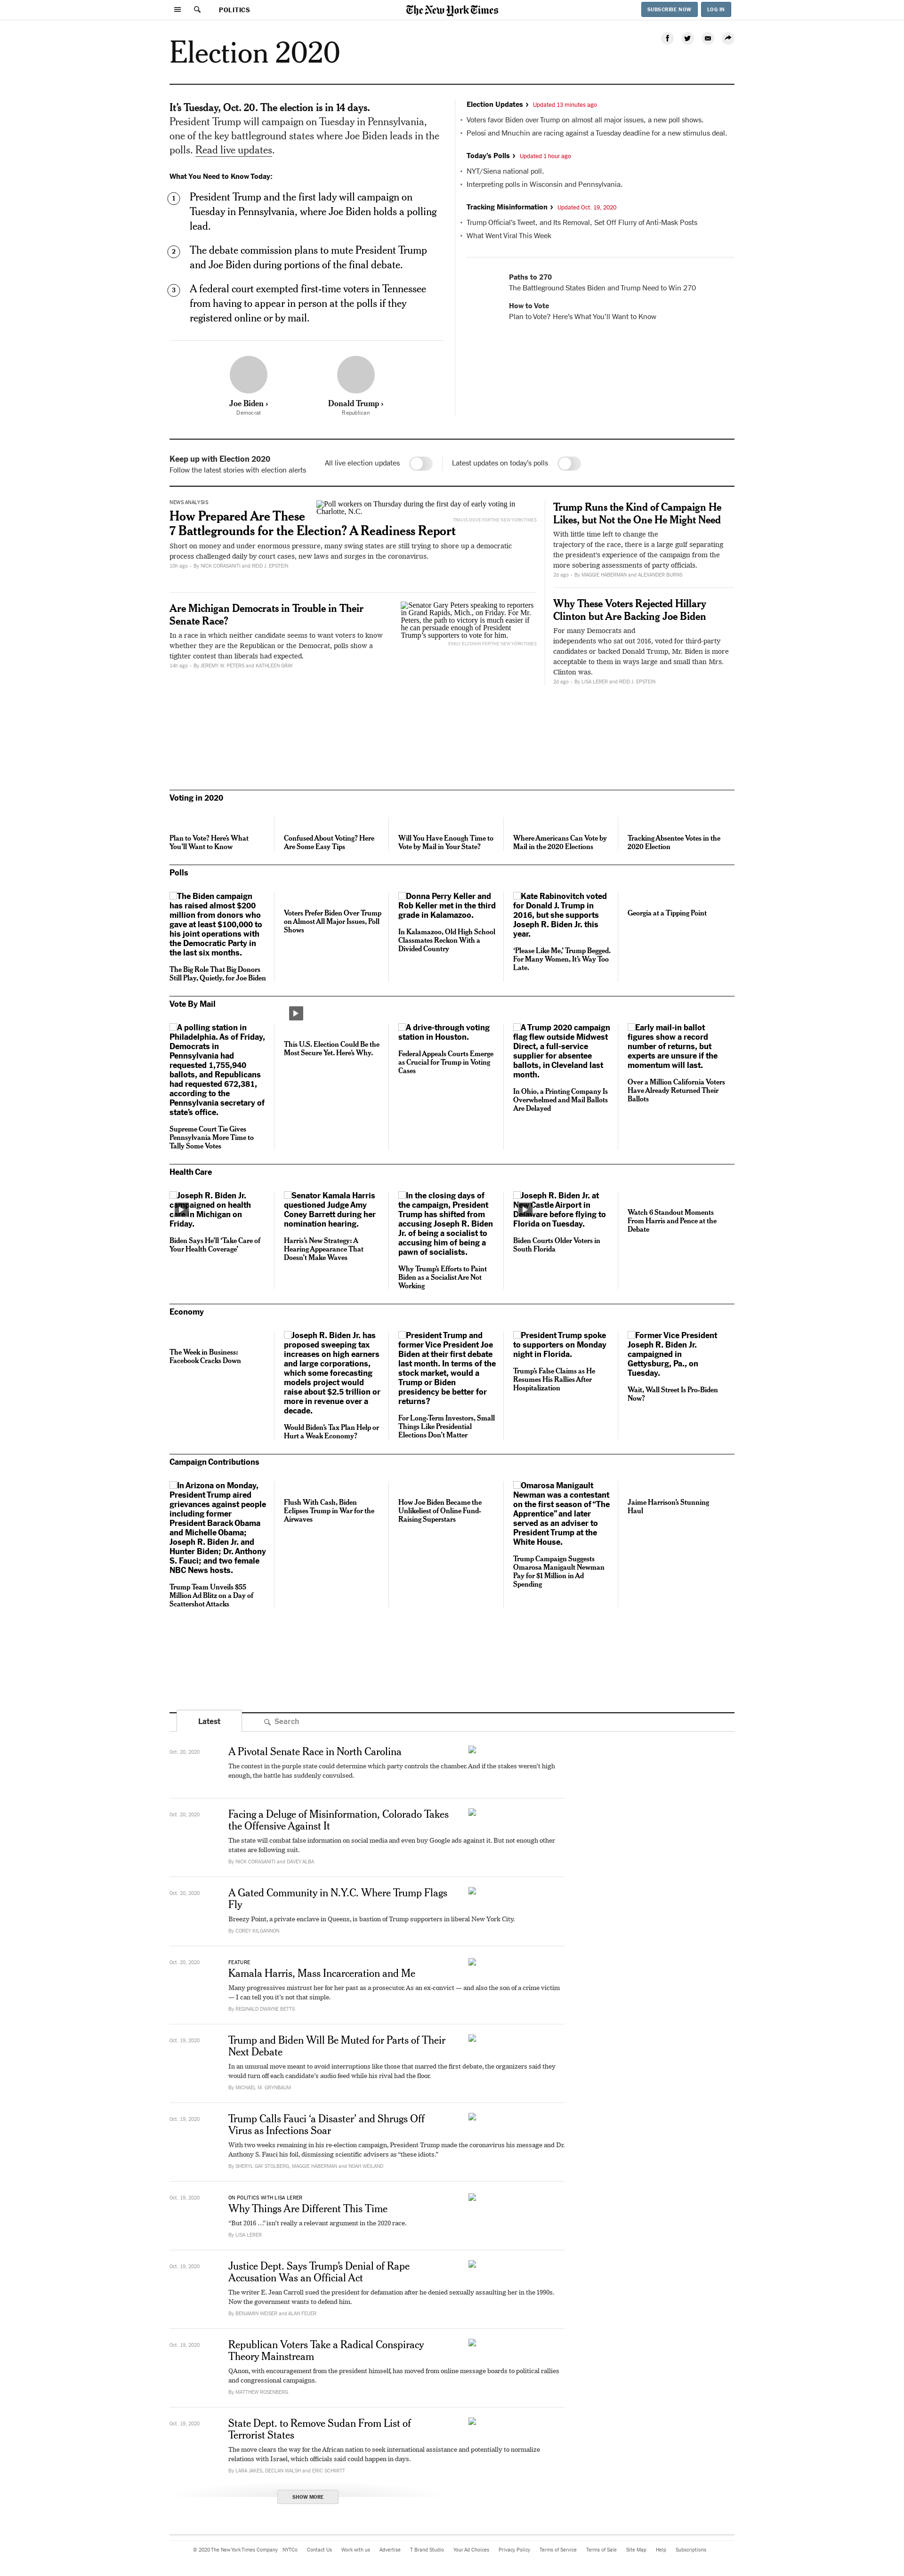 POLITICS
The New York Times
SUBSCRIBE NOW
LOG IN
Election 2020
It's Tuesday, Oct. 20. The election is in 14 days.
President Trump will campaign on Tuesday in Pennsylvania,
one of the key battleground states where Joe Biden leads in the
polls. Read live updates.
What You Need to Know Today:
1
President Trump and the first lady will campaign on
Tuesday in Pennsylvania, where Joe Biden holds a polling
lead.
2
The debate commission plans to mute President Trump
and Joe Biden during portions of the final debate.
3
A federal court exempted first-time voters in Tennessee
from having to appear in person at the polls if they
registered online or by mail.
Joe Biden ›
Democrat
Donald Trump ›
Republican
Election Updates › Updated 13 minutes ago
• Voters favor Biden over Trump on almost all major issues, a new poll shows.
• Pelosi and Mnuchin are racing against a Tuesday deadline for a new stimulus deal.
Today's Polls › Updated 1 hour ago
• NYT/Siena national poll.
• Interpreting polls in Wisconsin and Pennsylvania.
Tracking Misinformation › Updated Oct. 19, 2020
• Trump Official's Tweet, and Its Removal, Set Off Flurry of Anti-Mask Posts
• What Went Viral This Week
Paths to 270
The Battleground States Biden and Trump Need to Win 270
How to Vote
Plan to Vote? Here's What You'll Want to Know
Keep up with Election 2020
Follow the latest stories with election alerts
All live election updates
Latest updates on today's polls
NEWS ANALYSIS
How Prepared Are These
7 Battlegrounds for the Election? A Readiness Report
Short on money and under enormous pressure, many swing states are still trying to shore up a democratic
process challenged daily by court cases, new laws and surges in the coronavirus.
10h ago · By NICK CORASANITI and REID J. EPSTEIN
Poll workers on Thursday during the first day of early voting in
Charlotte, N.C.
TRAVIS DOVE FOR THE NEW YORK TIMES
Are Michigan Democrats in Trouble in Their
Senate Race?
In a race in which neither candidate seems to want voters to know
whether they are the Republican or the Democrat, polls show a
tighter contest than liberals had expected.
14h ago · By JEREMY W. PETERS and KATHLEEN GRAY
Senator Gary Peters speaking to reporters
in Grand Rapids, Mich., on Friday. For Mr.
Peters, the path to victory is much easier if
he can persuade enough of President
Trump's supporters to vote for him.
EMILY ELCONIN FOR THE NEW YORK TIMES
Trump Runs the Kind of Campaign He
Likes, but Not the One He Might Need
With little time left to change the
trajectory of the race, there is a large gulf separating
the president's experience of the campaign from the
more sobering assessments of party officials.
2d ago · By MAGGIE HABERMAN and ALEXANDER BURNS
Why These Voters Rejected Hillary
Clinton but Are Backing Joe Biden
For many Democrats and
independents who sat out 2016, voted for third-party
candidates or backed Donald Trump, Mr. Biden is more
acceptable to them in ways large and small than Mrs.
Clinton was.
2d ago · By LISA LERER and REID J. EPSTEIN
Voting in 2020
Plan to Vote? Here's What
You'll Want to Know
Confused About Voting? Here
Are Some Easy Tips
Will You Have Enough Time to
Vote by Mail in Your State?
Where Americans Can Vote by
Mail in the 2020 Elections
Tracking Absentee Votes in the
2020 Election
Polls
The Biden campaign
has raised almost $200
million from donors who
gave at least $100,000 to
his joint operations with
the Democratic Party in
the last six months.
The Big Role That Big Donors
Still Play, Quietly, for Joe Biden
Voters Prefer Biden Over Trump
on Almost All Major Issues, Poll
Shows
Donna Perry Keller and
Rob Keller met in the third
grade in Kalamazoo.
In Kalamazoo, Old High School
Classmates Reckon With a
Divided Country
Kate Rabinovitch voted
for Donald J. Trump in
2016, but she supports
Joseph R. Biden Jr. this
year.
'Please Like Me,' Trump Begged.
For Many Women, It's Way Too
Late.
Georgia at a Tipping Point
Vote By Mail
A polling station in
Philadelphia. As of Friday,
Democrats in
Pennsylvania had
requested 1,755,940
ballots, and Republicans
had requested 672,381,
according to the
Pennsylvania secretary of
state's office.
Supreme Court Tie Gives
Pennsylvania More Time to
Tally Some Votes
This U.S. Election Could Be the
Most Secure Yet. Here's Why.
A drive-through voting
station in Houston.
Federal Appeals Courts Emerge
as Crucial for Trump in Voting
Cases
A Trump 2020 campaign
flag flew outside Midwest
Direct, a full-service
supplier for absentee
ballots, in Cleveland last
month.
In Ohio, a Printing Company Is
Overwhelmed and Mail Ballots
Are Delayed
Early mail-in ballot
figures show a record
number of returns, but
experts are unsure if the
momentum will last.
Over a Million California Voters
Have Already Returned Their
Ballots
Health Care
Joseph R. Biden Jr.
campaigned on health
care in Michigan on
Friday.
Biden Says He'll 'Take Care of
Your Health Coverage'
Senator Kamala Harris
questioned Judge Amy
Coney Barrett during her
nomination hearing.
Harris's New Strategy: A
Hearing Appearance That
Doesn't Make Waves
In the closing days of
the campaign, President
Trump has shifted from
accusing Joseph R. Biden
Jr. of being a socialist to
accusing him of being a
pawn of socialists.
Why Trump's Efforts to Paint
Biden as a Socialist Are Not
Working
Joseph R. Biden Jr. at
New Castle Airport in
Delaware before flying to
Florida on Tuesday.
Biden Courts Older Voters in
South Florida
Watch 6 Standout Moments
From Harris and Pence at the
Debate
Economy
The Week in Business:
Facebook Cracks Down
Joseph R. Biden Jr. has
proposed sweeping tax
increases on high earners
and large corporations,
which some forecasting
models project would
raise about $2.5 trillion or
more in revenue over a
decade.
Would Biden's Tax Plan Help or
Hurt a Weak Economy?
President Trump and
former Vice President Joe
Biden at their first debate
last month. In terms of the
stock market, would a
Trump or Biden
presidency be better for
returns?
For Long-Term Investors, Small
Things Like Presidential
Elections Don't Matter
President Trump spoke
to supporters on Monday
night in Florida.
Trump's False Claims as He
Resumes His Rallies After
Hospitalization
Former Vice President
Joseph R. Biden Jr.
campaigned in
Gettysburg, Pa., on
Tuesday.
Wait, Wall Street Is Pro-Biden
Now?
Campaign Contributions
In Arizona on Monday,
President Trump aired
grievances against people
including former
President Barack Obama
and Michelle Obama;
Joseph R. Biden Jr. and
Hunter Biden; Dr. Anthony
S. Fauci; and two female
NBC News hosts.
Trump Team Unveils $55
Million Ad Blitz on a Day of
Scattershot Attacks
Flush With Cash, Biden
Eclipses Trump in War for the
Airwaves
How Joe Biden Became the
Unlikeliest of Online Fund-
Raising Superstars
Omarosa Manigault
Newman was a contestant
on the first season of “The
Apprentice” and later
served as an adviser to
President Trump at the
White House.
Trump Campaign Suggests
Omarosa Manigault Newman
Pay for $1 Million in Ad
Spending
Jaime Harrison's Stunning
Haul
Latest
Search
Oct. 20, 2020
A Pivotal Senate Race in North Carolina
The contest in the purple state could determine which party controls the chamber. And if the stakes weren't high
enough, the battle has suddenly convulsed.
Oct. 20, 2020
Facing a Deluge of Misinformation, Colorado Takes
the Offensive Against It
The state will combat false information on social media and even buy Google ads against it. But not enough other
states are following suit.
By NICK CORASANITI and DAVEY ALBA
Oct. 20, 2020
A Gated Community in N.Y.C. Where Trump Flags
Fly
Breezy Point, a private enclave in Queens, is bastion of Trump supporters in liberal New York City.
By COREY KILGANNON
Oct. 20, 2020
FEATURE
Kamala Harris, Mass Incarceration and Me
Many progressives mistrust her for her past as a prosecutor. As an ex-convict — and also the son of a crime victim
— I can tell you it's not that simple.
By REGINALD DWAYNE BETTS
Oct. 19, 2020
Trump and Biden Will Be Muted for Parts of Their
Next Debate
In an unusual move meant to avoid interruptions like those that marred the first debate, the organizers said they
would turn off each candidate's audio feed while his rival had the floor.
By MICHAEL M. GRYNBAUM
Oct. 19, 2020
Trump Calls Fauci 'a Disaster' and Shrugs Off
Virus as Infections Soar
With two weeks remaining in his re-election campaign, President Trump made the coronavirus his message and Dr.
Anthony S. Fauci his foil, dismissing scientific advisers as “these idiots.”
By SHERYL GAY STOLBERG, MAGGIE HABERMAN and NOAH WEILAND
Oct. 19, 2020
ON POLITICS WITH LISA LERER
Why Things Are Different This Time
“But 2016 …” isn't really a relevant argument in the 2020 race.
By LISA LERER
Oct. 19, 2020
Justice Dept. Says Trump's Denial of Rape
Accusation Was an Official Act
The writer E. Jean Carroll sued the president for defamation after he denied sexually assaulting her in the 1990s.
Now the government wants to defend him.
By BENJAMIN WEISER and ALAN FEUER
Oct. 19, 2020
Republican Voters Take a Radical Conspiracy
Theory Mainstream
QAnon, with encouragement from the president himself, has moved from online message boards to political rallies
and congressional campaigns.
By MATTHEW ROSENBERG
Oct. 19, 2020
State Dept. to Remove Sudan From List of
Terrorist States
The move clears the way for the African nation to seek international assistance and potentially to normalize
relations with Israel, which officials said could happen in days.
By LARA JAKES, DECLAN WALSH and ERIC SCHMITT
SHOW MORE
© 2020 The New York Times Company NYTCo Contact Us Work with us Advertise T Brand Studio Your Ad Choices Privacy Policy Terms of Service Terms of Sale Site Map Help Subscriptions